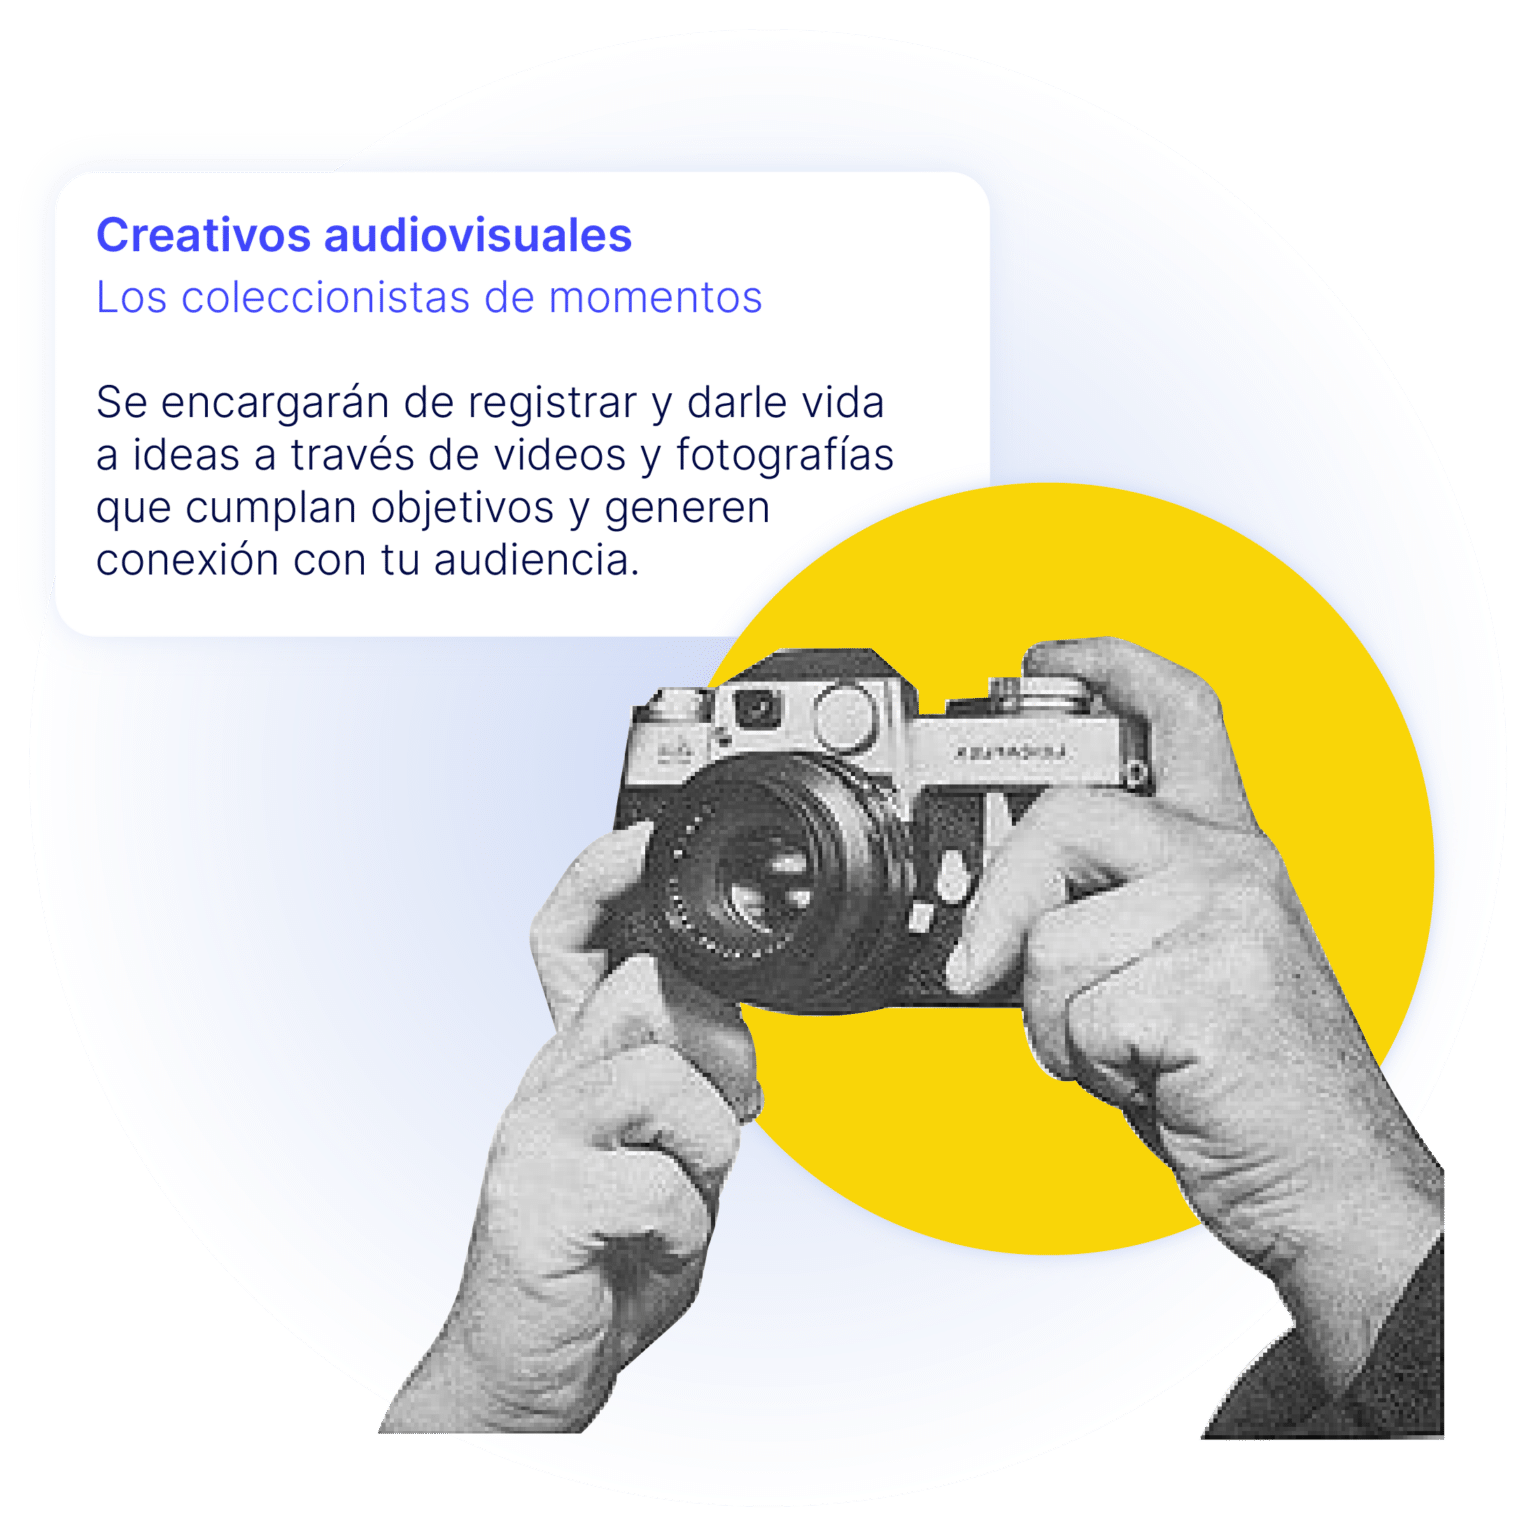 Creativos audiovisuales
Los coleccionistas de momentos
Se encargarán de registrar y darle vida
a ideas a través de videos y fotografías
que cumplan objetivos y generen
conexión con tu audiencia.